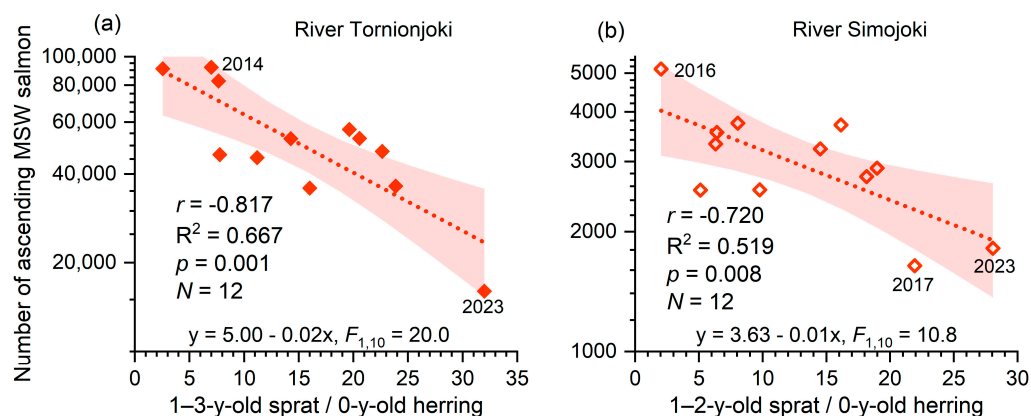 (a) River Tornionjoki
Number of ascending MSW salmon
100,000
80,000
60,000
40,000
20,000
2014
2023
r = -0.817
R² = 0.667
p = 0.001
N = 12
y = 5.00 - 0.02x, F1,10 = 20.0
0 5 10 15 20 25 30 35
1–3-y-old sprat / 0-y-old herring
(b) River Simojoki
5000
4000
3000
2000
1000
2016
2017
2023
r = -0.720
R² = 0.519
p = 0.008
N = 12
y = 3.63 - 0.01x, F1,10 = 10.8
0 5 10 15 20 25 30
1–2-y-old sprat / 0-y-old herring